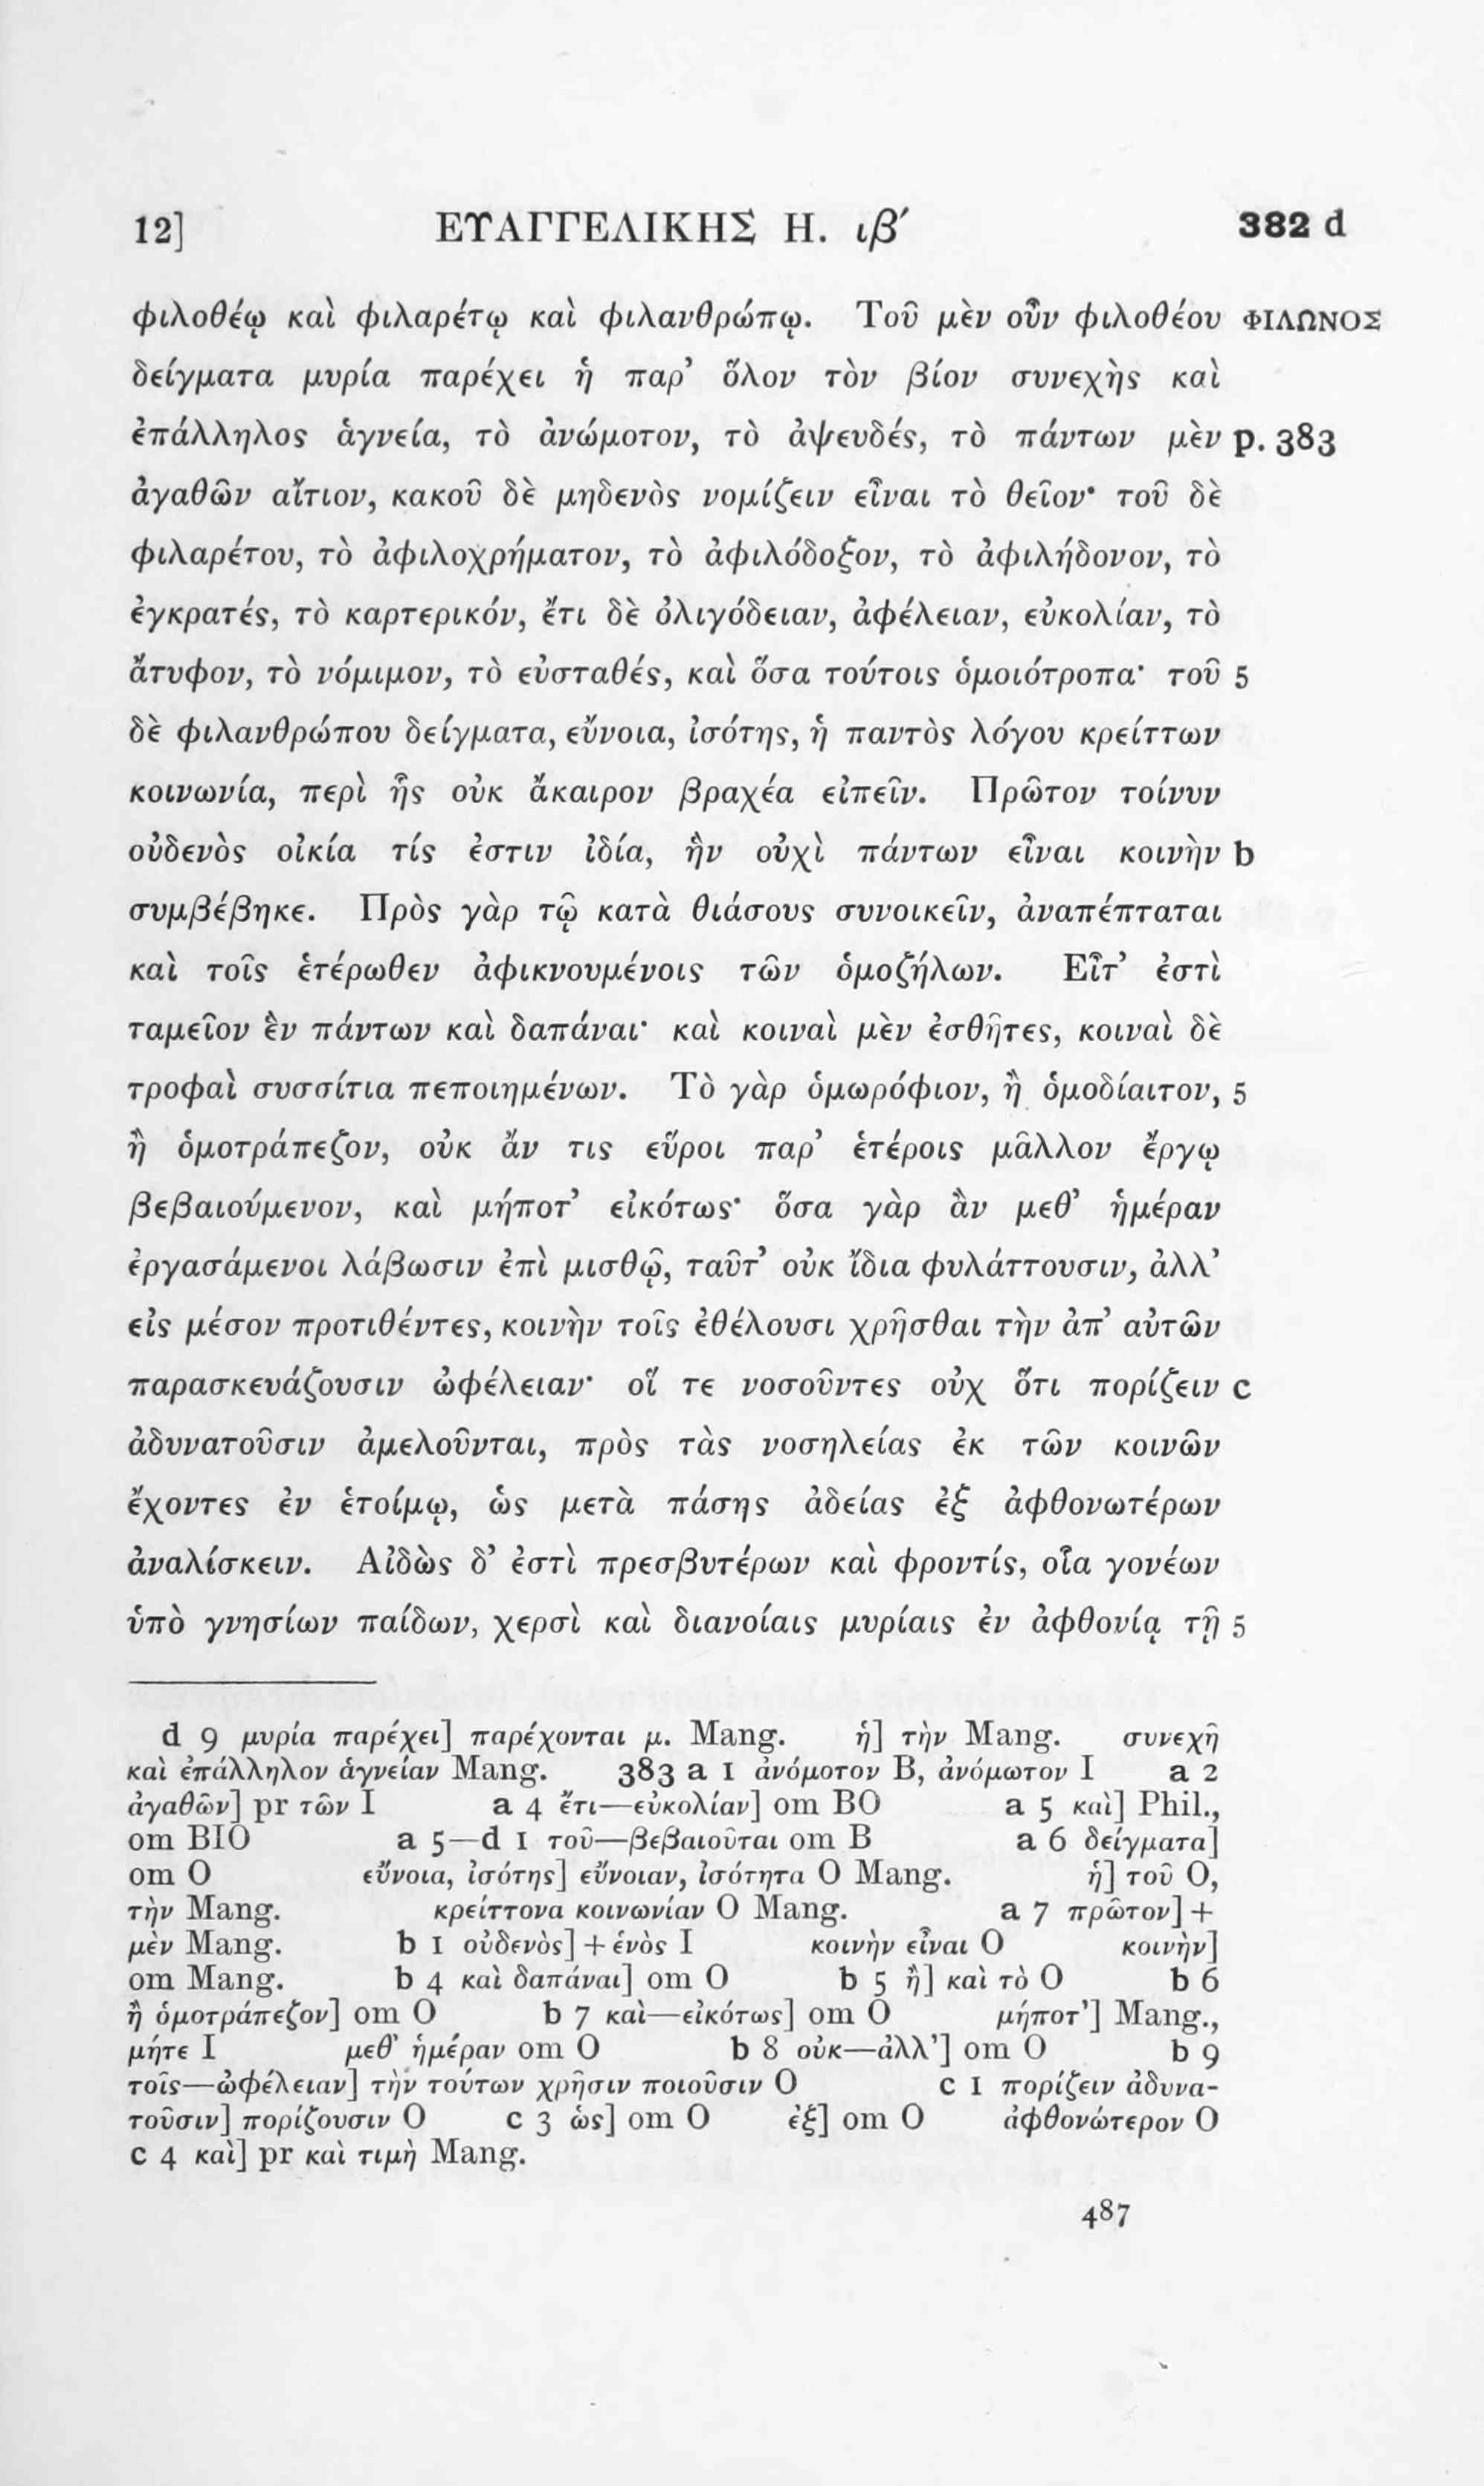 12] ΕΥΑΓΓΕΛΙΚΗΣ Η. ιβ′ 382 d
φιλοθέῳ καὶ φιλαρέτῳ καὶ φιλανθρώπῳ. Τοῦ μὲν οὖν φιλοθέου ΦΙΛΩΝΟΣ
δείγματα μυρία παρέχει ἡ παρ’ ὅλον τὸν βίον συνεχὴς καὶ
ἐπάλληλος ἁγνεία, τὸ ἀνώμοτον, τὸ ἀψευδές, τὸ πάντων μὲν p. 383
ἀγαθῶν αἴτιον, κακοῦ δὲ μηδενὸς νομίζειν εἶναι τὸ θεῖον· τοῦ δὲ
φιλαρέτου, τὸ ἀφιλοχρήματον, τὸ ἀφιλόδοξον, τὸ ἀφιλήδονον, τὸ
ἐγκρατές, τὸ καρτερικόν, ἔτι δὲ ὀλιγόδειαν, ἀφέλειαν, εὐκολίαν, τὸ
ἄτυφον, τὸ νόμιμον, τὸ εὐσταθές, καὶ ὅσα τούτοις ὁμοιότροπα· τοῦ 5
δὲ φιλανθρώπου δείγματα, εὔνοια, ἰσότης, ἡ παντὸς λόγου κρείττων
κοινωνία, περὶ ἧς οὐκ ἄκαιρον βραχέα εἰπεῖν. Πρῶτον τοίνυν
οὐδενὸς οἰκία τίς ἐστιν ἰδία, ἣν οὐχὶ πάντων εἶναι κοινὴν b
συμβέβηκε. Πρὸς γὰρ τῷ κατὰ θιάσους συνοικεῖν, ἀναπέπταται
καὶ τοῖς ἑτέρωθεν ἀφικνουμένοις τῶν ὁμοζήλων. Εἶτ’ ἐστὶ
ταμεῖον ἓν πάντων καὶ δαπάναι· καὶ κοιναὶ μὲν ἐσθῆτες, κοιναὶ δὲ
τροφαὶ συσσίτια πεποιημένων. Τὸ γὰρ ὁμωρόφιον, ἢ ὁμοδίαιτον, 5
ἢ ὁμοτράπεζον, οὐκ ἄν τις εὕροι παρ’ ἑτέροις μᾶλλον ἔργῳ
βεβαιούμενον, καὶ μήποτ’ εἰκότως· ὅσα γὰρ ἂν μεθ’ ἡμέραν
ἐργασάμενοι λάβωσιν ἐπὶ μισθῷ, ταῦτ’ οὐκ ἴδια φυλάττουσιν, ἀλλ’
εἰς μέσον προτιθέντες, κοινὴν τοῖς ἐθέλουσι χρῆσθαι τὴν ἀπ’ αὐτῶν
παρασκευάζουσιν ὠφέλειαν· οἵ τε νοσοῦντες οὐχ ὅτι πορίζειν c
ἀδυνατοῦσιν ἀμελοῦνται, πρὸς τὰς νοσηλείας ἐκ τῶν κοινῶν
ἔχοντες ἐν ἑτοίμῳ, ὡς μετὰ πάσης ἀδείας ἐξ ἀφθονωτέρων
ἀναλίσκειν. Αἰδὼς δ’ ἐστὶ πρεσβυτέρων καὶ φροντίς, οἷα γονέων
ὑπὸ γνησίων παίδων, χερσὶ καὶ διανοίαις μυρίαις ἐν ἀφθονίᾳ τῇ 5
d 9 μυρία παρέχει] παρέχονται μ. Mang. ἡ] τὴν Mang. συνεχῆ
καὶ ἐπάλληλον ἁγνείαν Mang. 383 a 1 ἀνόμοτον B, ἀνόμωτον I a 2
ἀγαθῶν] pr τῶν I a 4 ἔτι—εὐκολίαν] om BO a 5 καὶ] Phil.,
om BIO a 5—d 1 τοῦ—βεβαιοῦται om B a 6 δείγματα]
om O εὔνοια, ἰσότης] εὔνοιαν, ἰσότητα O Mang. ἡ] τοῦ O,
τὴν Mang. κρείττονα κοινωνίαν O Mang. a 7 πρῶτον] +
μὲν Mang. b 1 οὐδενὸς] + ἑνὸς I κοινὴν εἶναι O κοινὴν]
om Mang. b 4 καὶ δαπάναι] om O b 5 ἢ] καὶ τὸ O b 6
ἢ ὁμοτράπεζον] om O b 7 καὶ—εἰκότως] om O μήποτ’] Mang.,
μήτε I μεθ’ ἡμέραν om O b 8 οὐκ—ἀλλ’] om O b 9
τοῖς—ὠφέλειαν] τὴν τούτων χρῆσιν ποιοῦσιν O c 1 πορίζειν ἀδυνα-
τοῦσιν] πορίζουσιν O c 3 ὡς] om O ἐξ] om O ἀφθονώτερον O
c 4 καὶ] pr καὶ τιμὴ Mang.
487